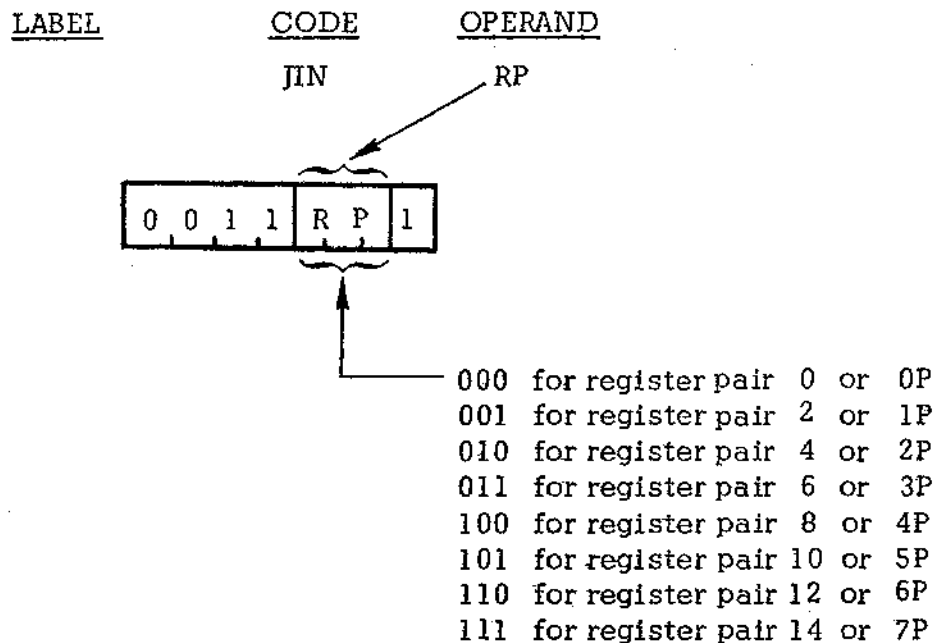 LABEL CODE OPERAND
JIN RP
0 0 1 1 R P 1
000 for register pair 0 or 0P
001 for register pair 2 or 1P
010 for register pair 4 or 2P
011 for register pair 6 or 3P
100 for register pair 8 or 4P
101 for register pair 10 or 5P
110 for register pair 12 or 6P
111 for register pair 14 or 7P